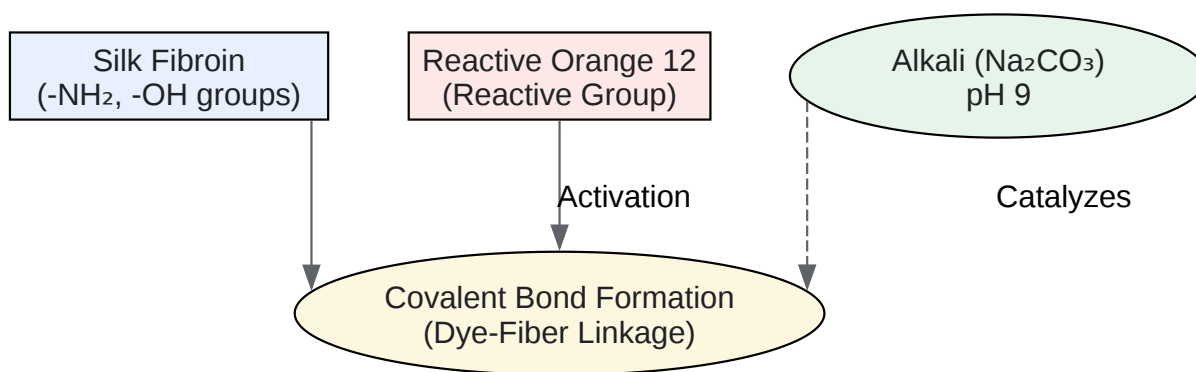 Silk Fibroin
(-NH₂, -OH groups)
Reactive Orange 12
(Reactive Group)
Alkali (Na₂CO₃)
pH 9
Activation
Catalyzes
Covalent Bond Formation
(Dye-Fiber Linkage)